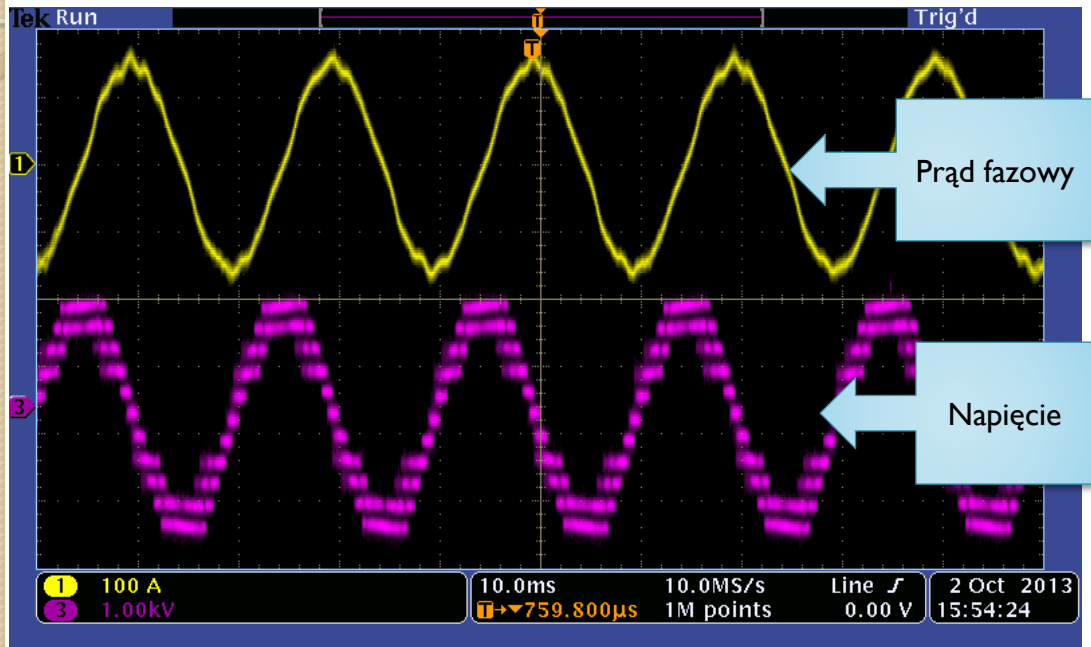 Tek Run
Trig'd
T
T
1
Prąd fazowy
3
Napięcie
1 100 A
3 1.00kV
10.0ms 10.0MS/s Line
T→▼759.800µs 1M points 0.00 V
2 Oct 2013
15:54:24